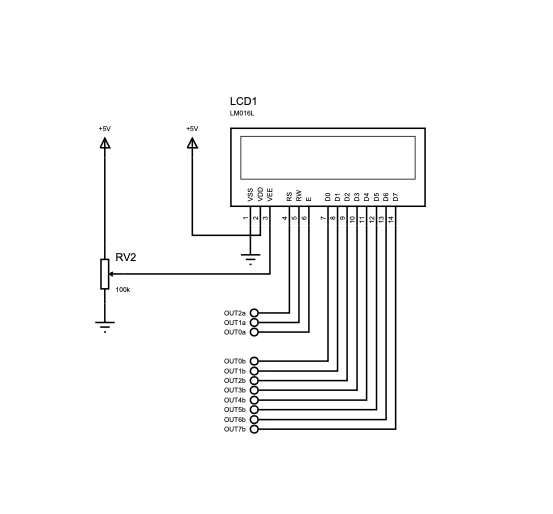 LCD1
LM016L
+5V
+5V
VSS VDD VEE RS RW E D0 D1 D2 D3 D4 D5 D6 D7
1 2 3 4 5 6 7 8 9 10 11 12 13 14
RV2
100k
OUT2a
OUT1a
OUT0a
OUT0b
OUT1b
OUT2b
OUT3b
OUT4b
OUT5b
OUT6b
OUT7b